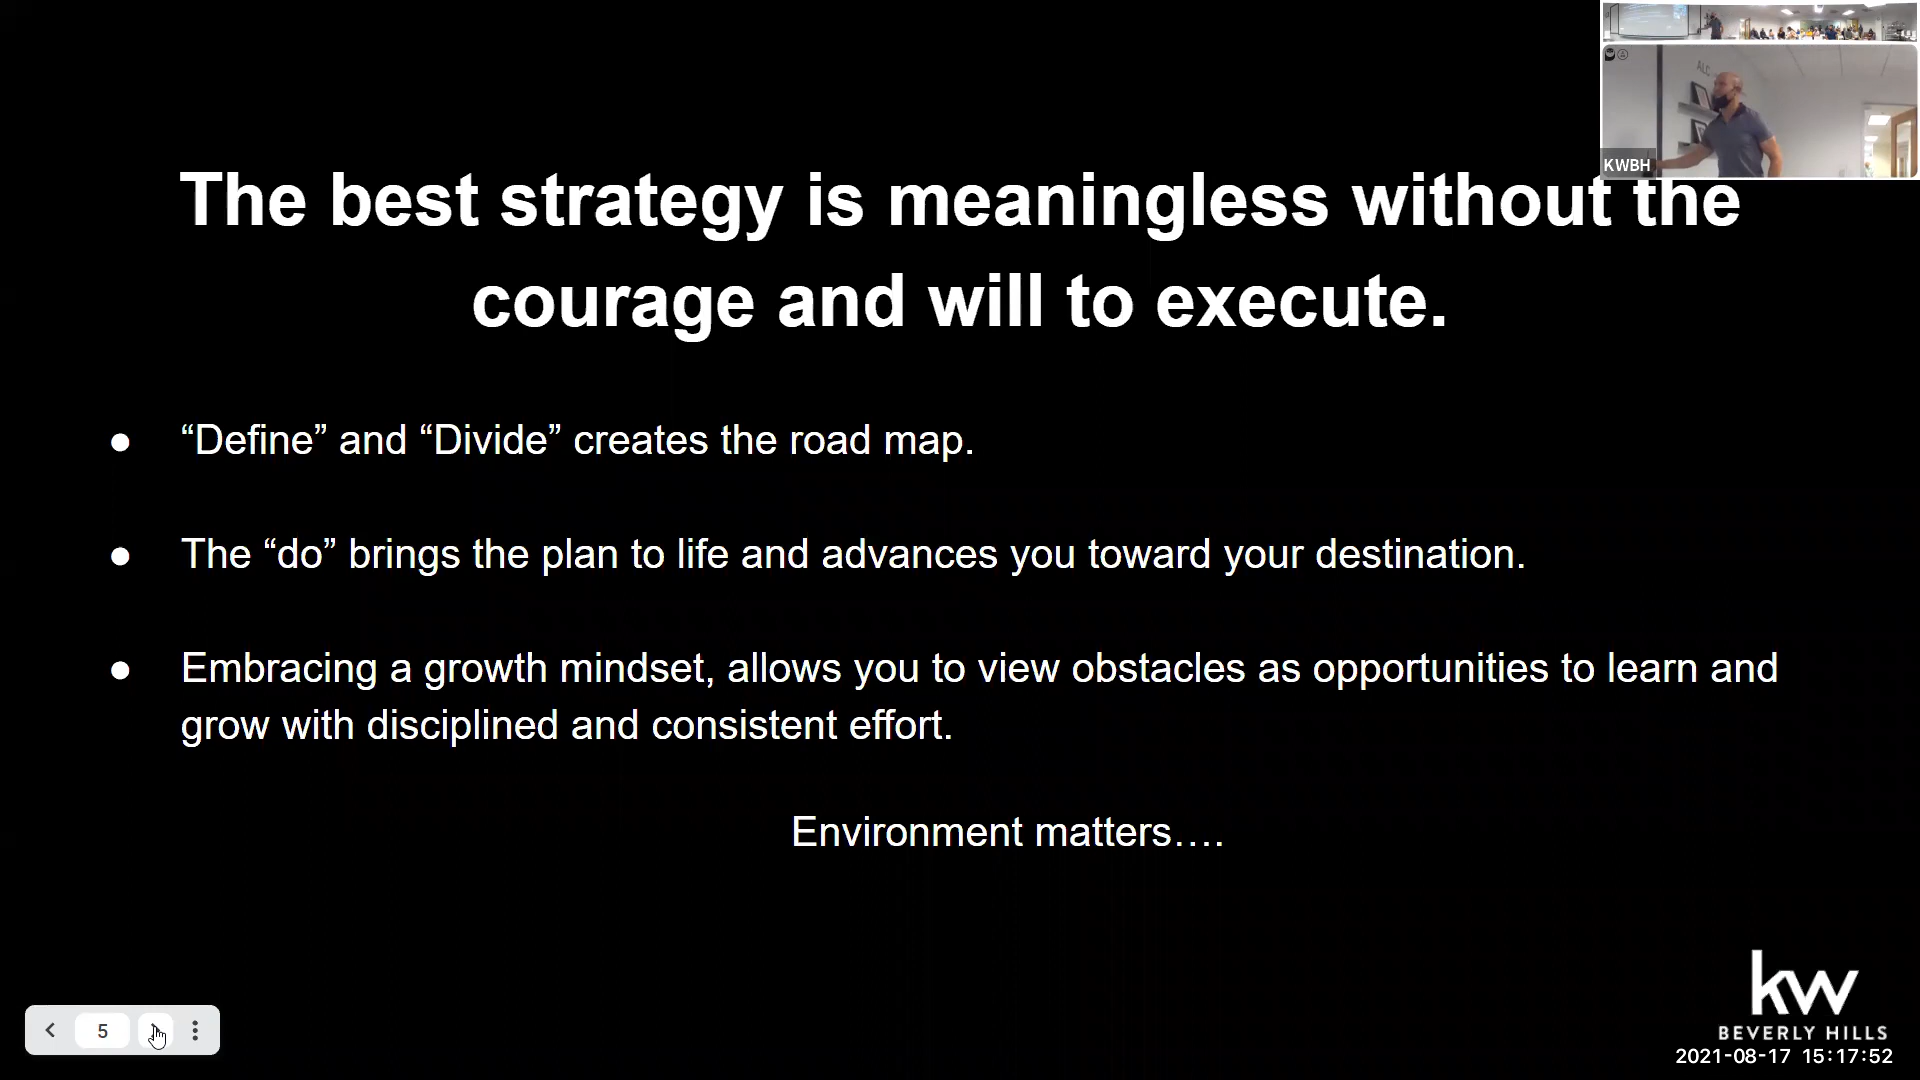 ALC
KWBH
The best strategy is meaningless without the
courage and will to execute.
● “Define” and “Divide” creates the road map.
● The “do” brings the plan to life and advances you toward your destination.
● Embracing a growth mindset, allows you to view obstacles as opportunities to learn and
grow with disciplined and consistent effort.
Environment matters….
5
kw
BEVERLY HILLS
2021-08-17 15:17:52